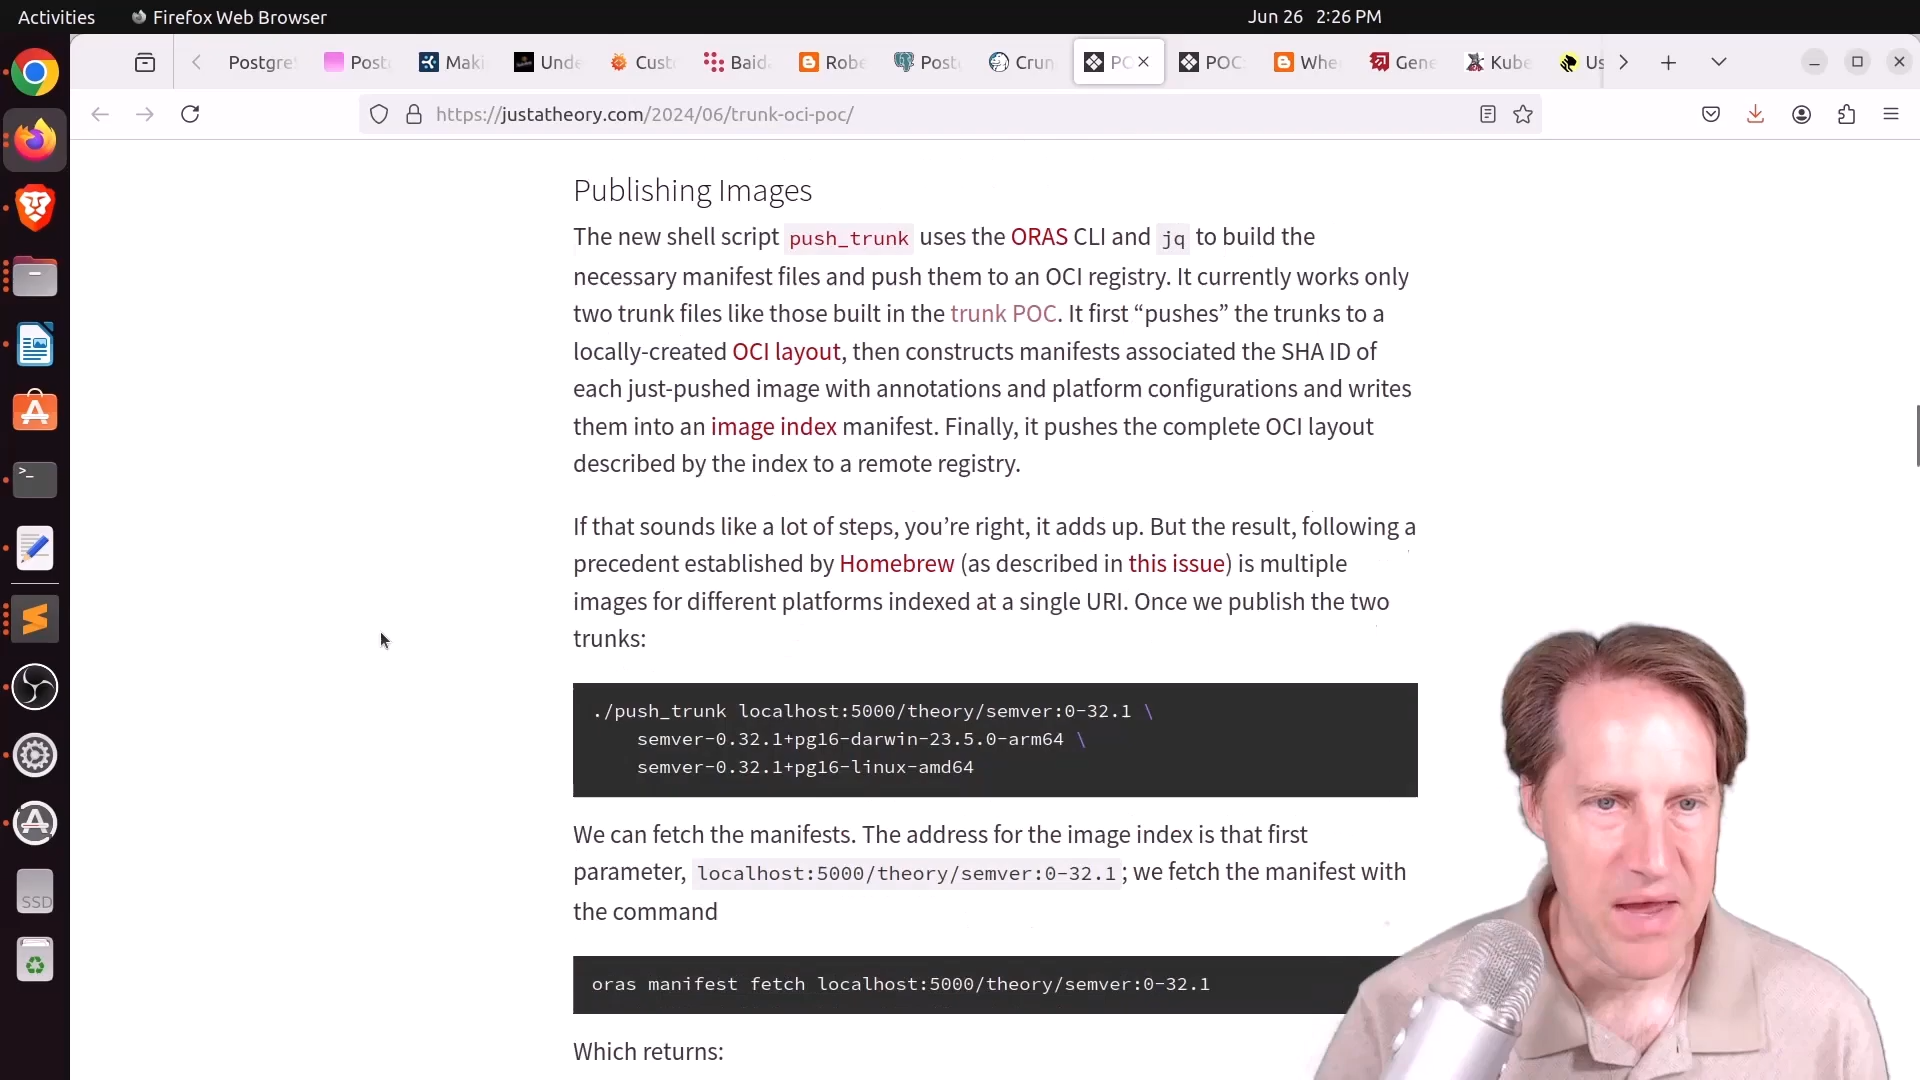 Activities
Firefox Web Browser
Jun 26 2:26 PM
Postgre
Post
Maki
Unde
Cust
Baid
Robe
Post
Crun
PO
POC
Whe
Gene
Kube
Us
https://justatheory.com/2024/06/trunk-oci-poc/
Publishing Images
The new shell script push_trunk uses the ORAS CLI and jq to build the
necessary manifest files and push them to an OCI registry. It currently works only
two trunk files like those built in the trunk POC. It first “pushes” the trunks to a
locally-created OCI layout, then constructs manifests associated the SHA ID of
each just-pushed image with annotations and platform configurations and writes
them into an image index manifest. Finally, it pushes the complete OCI layout
described by the index to a remote registry.
If that sounds like a lot of steps, you’re right, it adds up. But the result, following a
precedent established by Homebrew (as described in this issue) is multiple
images for different platforms indexed at a single URI. Once we publish the two
trunks:
./push_trunk localhost:5000/theory/semver:0-32.1 \
semver-0.32.1+pg16-darwin-23.5.0-arm64 \
semver-0.32.1+pg16-linux-amd64
We can fetch the manifests. The address for the image index is that first
parameter, localhost:5000/theory/semver:0-32.1; we fetch the manifest with
the command
oras manifest fetch localhost:5000/theory/semver:0-32.1
Which returns:
SSD